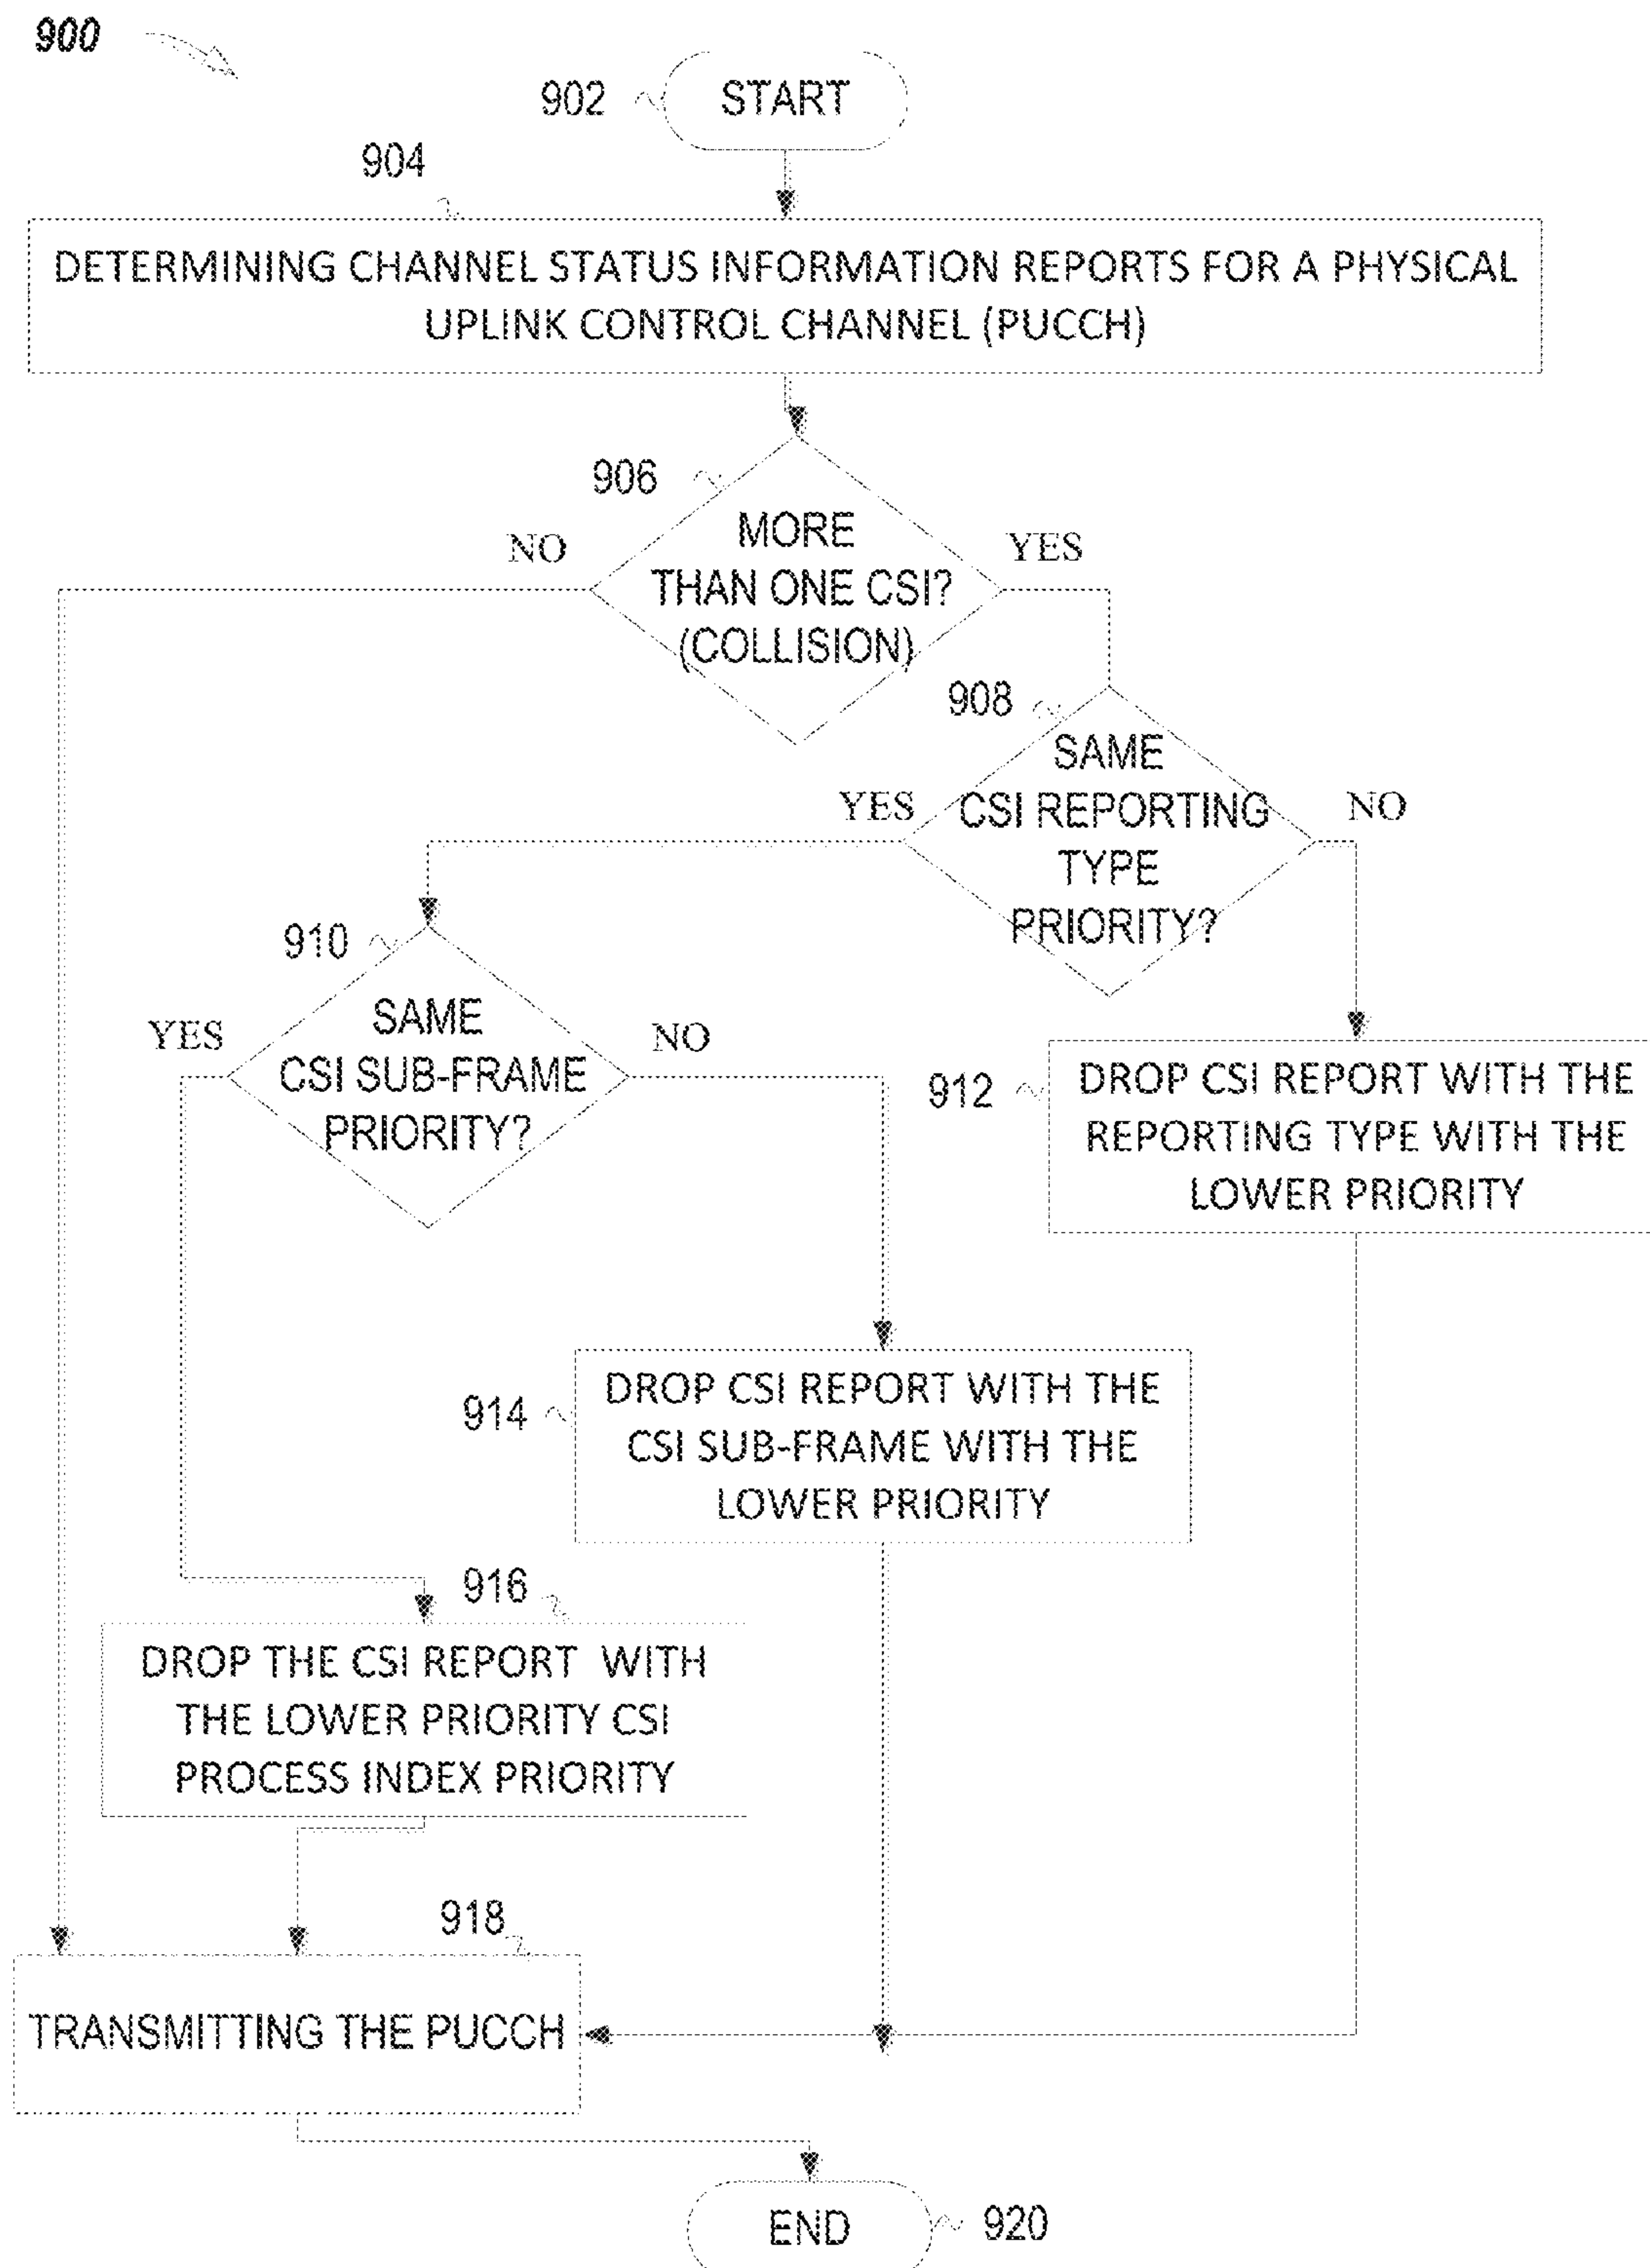 900
902
START
904
DETERMINING CHANNEL STATUS INFORMATION REPORTS FOR A PHYSICAL
UPLINK CONTROL CHANNEL (PUCCH)
906
NO
YES
MORE
THAN ONE CSI?
(COLLISION)
908
YES
NO
SAME
CSI REPORTING
TYPE
PRIORITY?
910
YES
NO
SAME
CSI SUB-FRAME
PRIORITY?
912
DROP CSI REPORT WITH THE
REPORTING TYPE WITH THE
LOWER PRIORITY
914
DROP CSI REPORT WITH THE
CSI SUB-FRAME WITH THE
LOWER PRIORITY
916
DROP THE CSI REPORT WITH
THE LOWER PRIORITY CSI
PROCESS INDEX PRIORITY
918
TRANSMITTING THE PUCCH
END
920